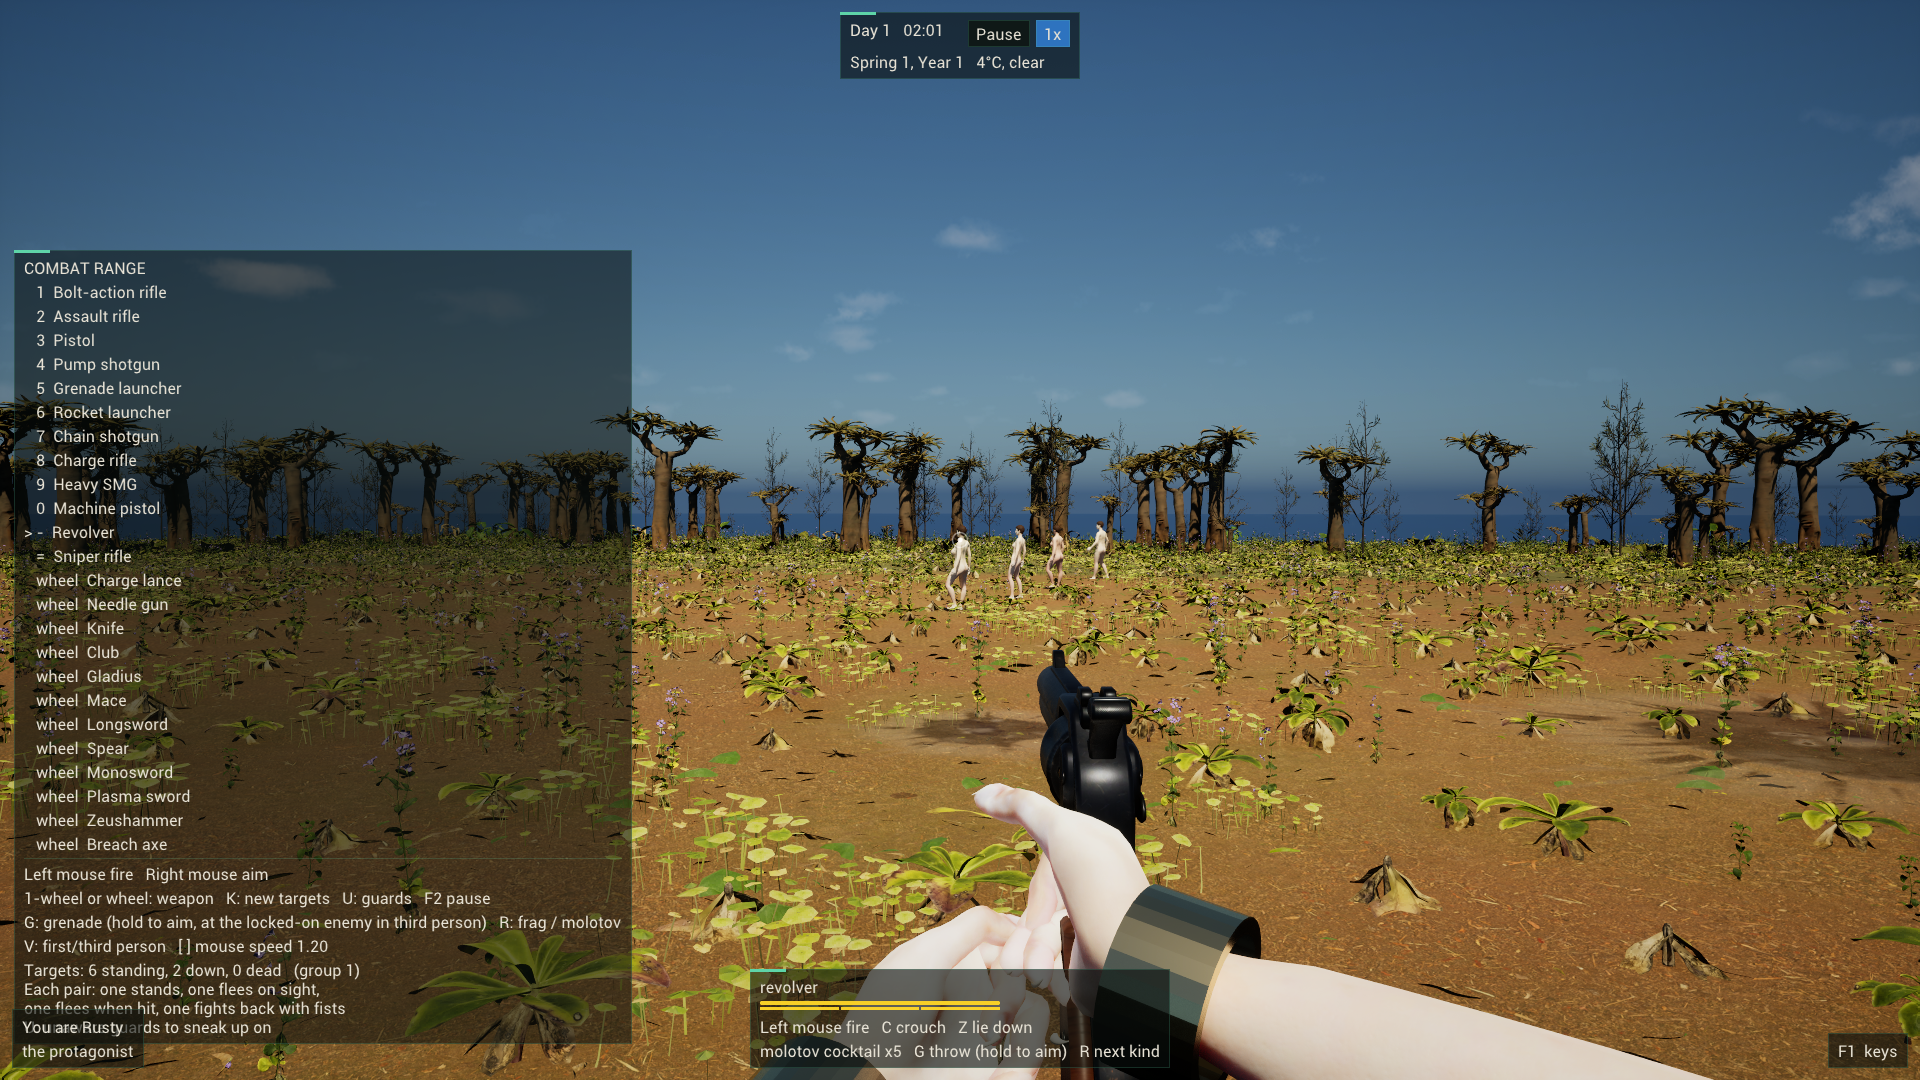 Day 1 02:01 Pause 1x
Spring 1, Year 1 4°C, clear
COMBAT RANGE
1 Bolt-action rifle
2 Assault rifle
3 Pistol
4 Pump shotgun
5 Grenade launcher
6 Rocket launcher
7 Chain shotgun
8 Charge rifle
9 Heavy SMG
0 Machine pistol
> - Revolver
= Sniper rifle
wheel Charge lance
wheel Needle gun
wheel Knife
wheel Club
wheel Gladius
wheel Mace
wheel Longsword
wheel Spear
wheel Monosword
wheel Plasma sword
wheel Zeushammer
wheel Breach axe
Left mouse fire Right mouse aim
1-wheel or wheel: weapon K: new targets U: guards F2 pause
G: grenade (hold to aim, at the locked-on enemy in third person) R: frag / molotov
V: first/third person [ ] mouse speed 1.20
Targets: 6 standing, 2 down, 0 dead (group 1)
Each pair: one stands, one flees on sight,
one flees when hit, one fights back with fists
ds to sneak up on
You are Rusty
the protagonist
revolver
Left mouse fire C crouch Z lie down
molotov cocktail x5 G throw (hold to aim) R next kind
F1 keys